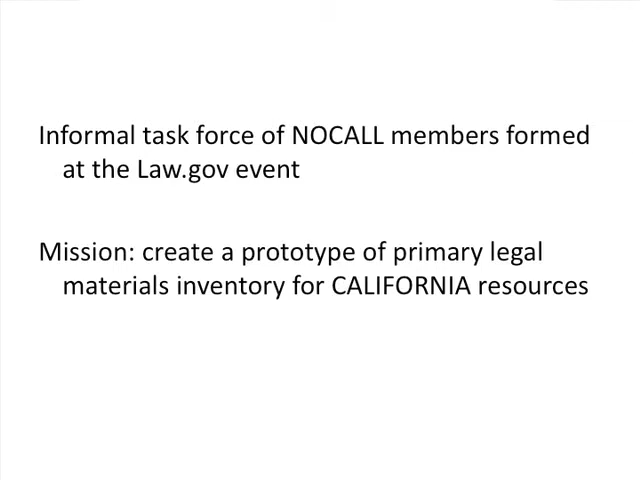 Informal task force of NOCALL members formed
at the Law.gov event
Mission: create a prototype of primary legal
materials inventory for CALIFORNIA resources